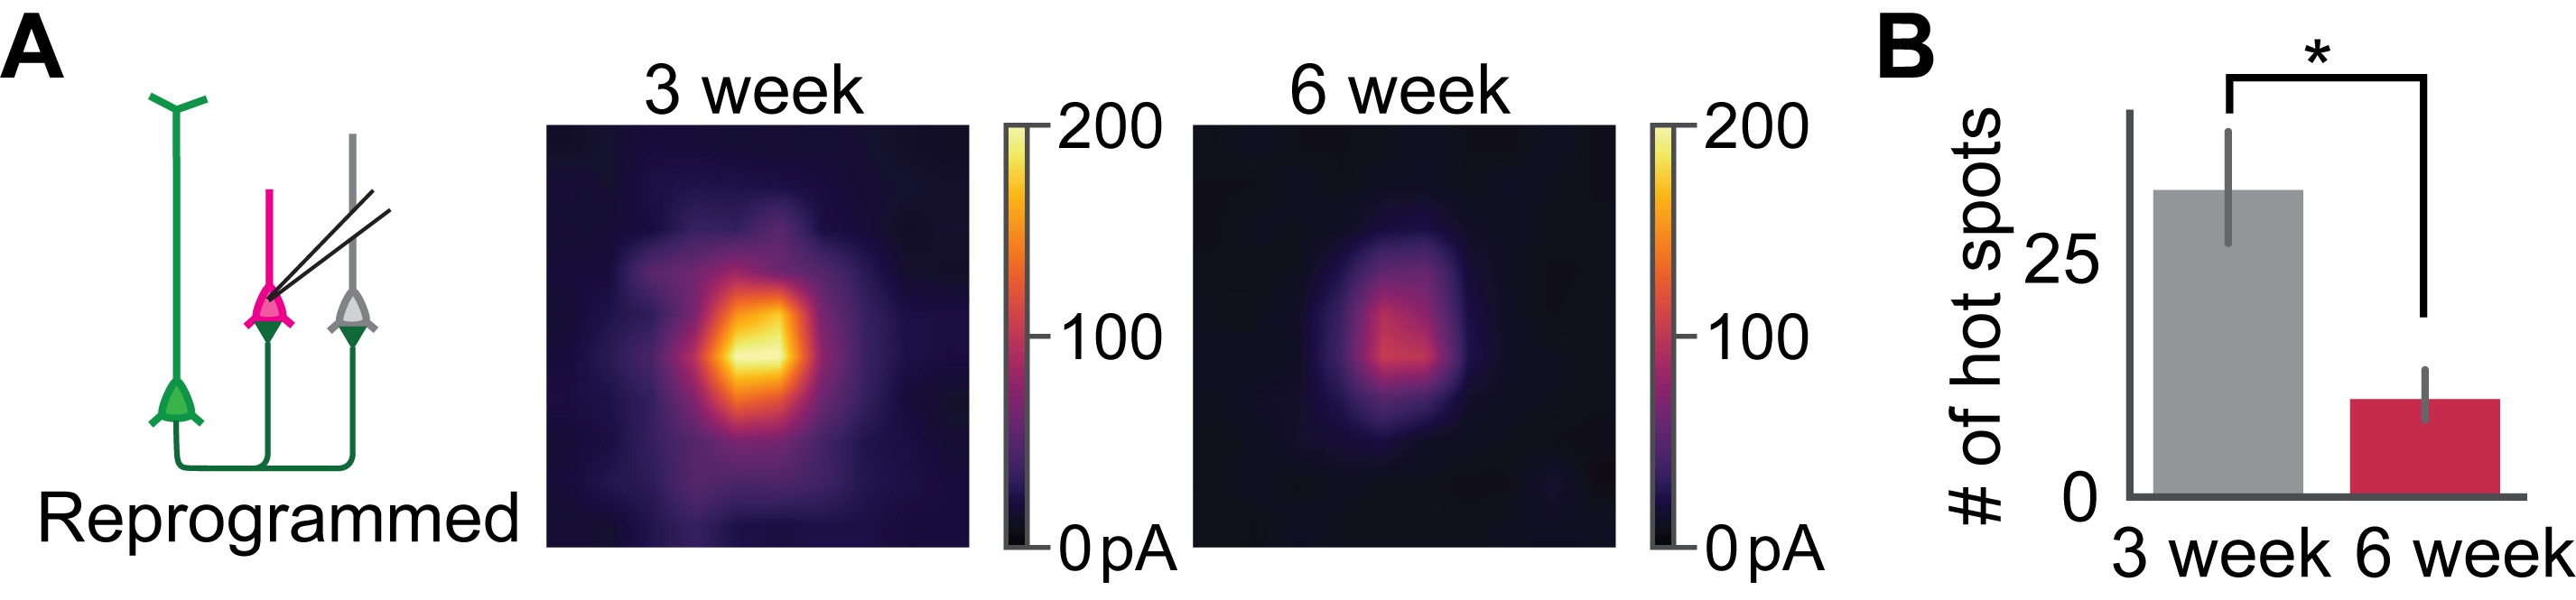 A
3 week
6 week
B
*
200
100
0 pA
200
100
0 pA
Reprogrammed
# of hot spots
25
0
3 week
6 week